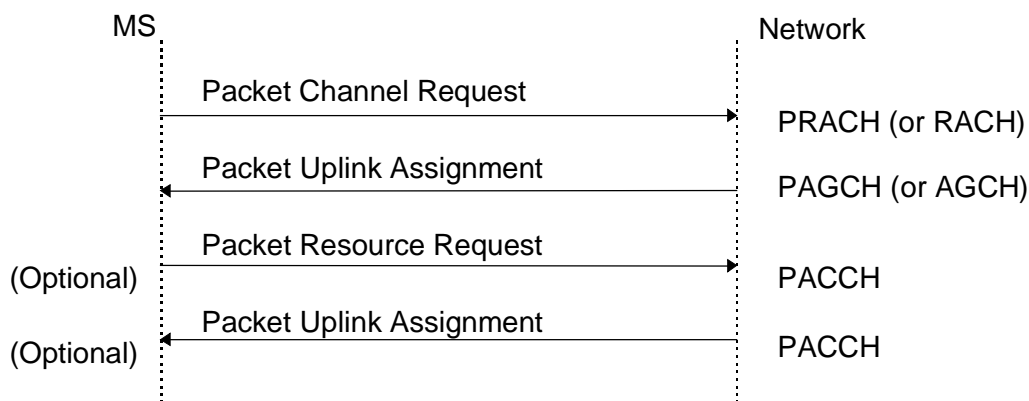 MS
Network
Packet Channel Request
PRACH (or RACH)
Packet Uplink Assignment
PAGCH (or AGCH)
Packet Resource Request
(Optional)
PACCH
Packet Uplink Assignment
(Optional)
PACCH